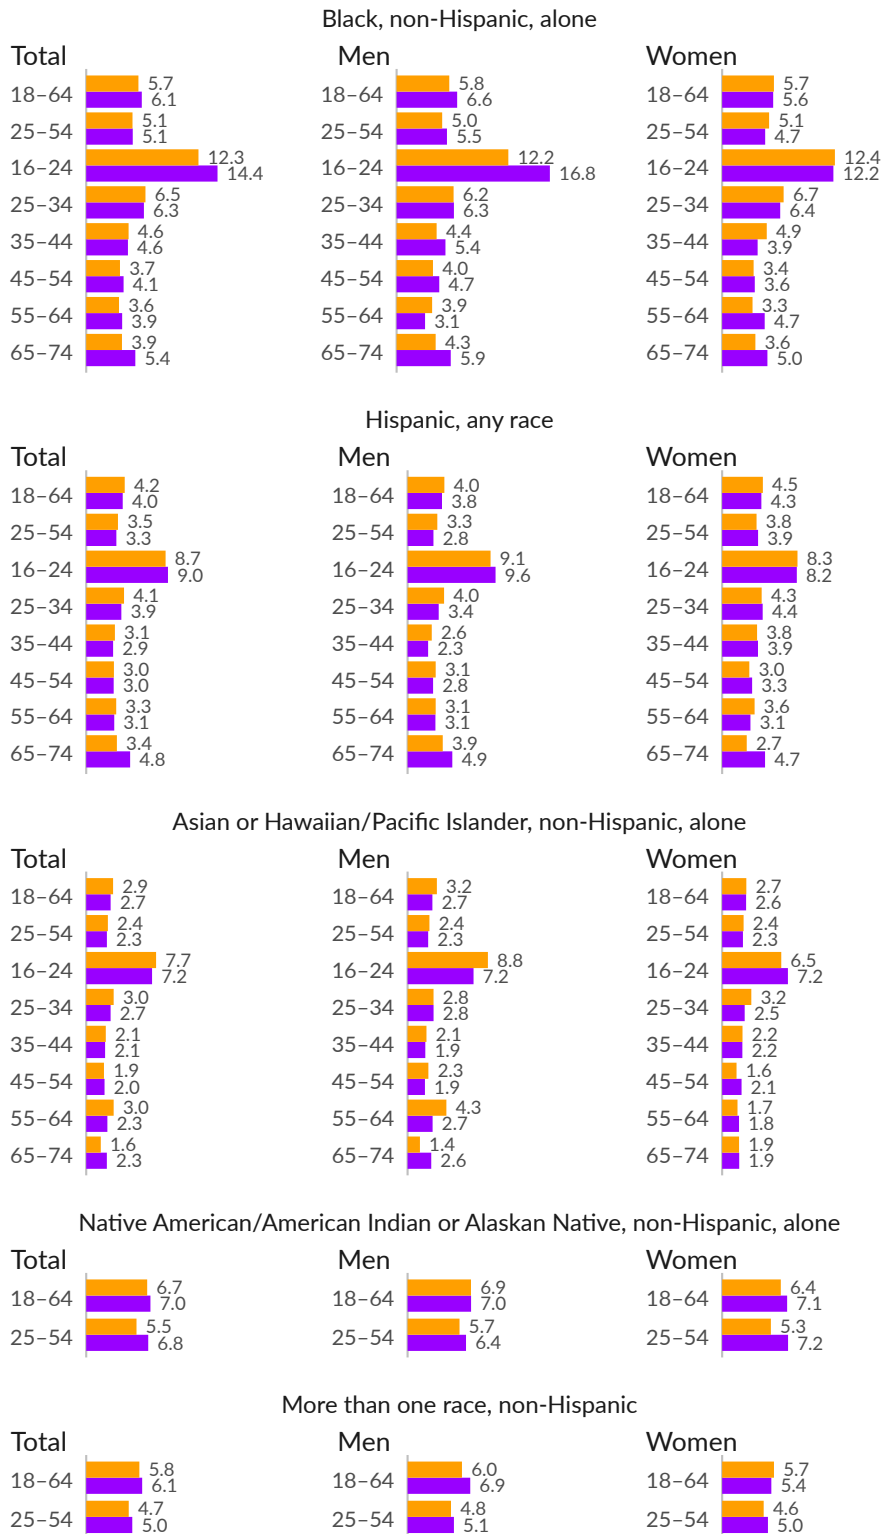 Black, non-Hispanic, alone
Total Men Women
18–64 5.7 6.1 18–64 5.8 6.6 18–64 5.7 5.6
25–54 5.1 5.1 25–54 5.0 5.5 25–54 5.1 4.7
16–24 12.3 14.4 16–24 12.2 16.8 16–24 12.4 12.2
25–34 6.5 6.3 25–34 6.2 6.3 25–34 6.7 6.4
35–44 4.6 4.6 35–44 4.4 5.4 35–44 4.9 3.9
45–54 3.7 4.1 45–54 4.0 4.7 45–54 3.4 3.6
55–64 3.6 3.9 55–64 3.9 3.1 55–64 3.3 4.7
65–74 3.9 5.4 65–74 4.3 5.9 65–74 3.6 5.0
Hispanic, any race
Total Men Women
18–64 4.2 4.0 18–64 4.0 3.8 18–64 4.5 4.3
25–54 3.5 3.3 25–54 3.3 2.8 25–54 3.8 3.9
16–24 8.7 9.0 16–24 9.1 9.6 16–24 8.3 8.2
25–34 4.1 3.9 25–34 4.0 3.4 25–34 4.3 4.4
35–44 3.1 2.9 35–44 2.6 2.3 35–44 3.8 3.9
45–54 3.0 3.0 45–54 3.1 2.8 45–54 3.0 3.3
55–64 3.3 3.1 55–64 3.1 3.1 55–64 3.6 3.1
65–74 3.4 4.8 65–74 3.9 4.9 65–74 2.7 4.7
Asian or Hawaiian/Pacific Islander, non-Hispanic, alone
Total Men Women
18–64 2.9 2.7 18–64 3.2 2.7 18–64 2.7 2.6
25–54 2.4 2.3 25–54 2.4 2.3 25–54 2.4 2.3
16–24 7.7 7.2 16–24 8.8 7.2 16–24 6.5 7.2
25–34 3.0 2.7 25–34 2.8 2.8 25–34 3.2 2.5
35–44 2.1 2.1 35–44 2.1 1.9 35–44 2.2 2.2
45–54 1.9 2.0 45–54 2.3 1.9 45–54 1.6 2.1
55–64 3.0 2.3 55–64 4.3 2.7 55–64 1.7 1.8
65–74 1.6 2.3 65–74 1.4 2.6 65–74 1.9 1.9
Native American/American Indian or Alaskan Native, non-Hispanic, alone
Total Men Women
18–64 6.7 7.0 18–64 6.9 7.0 18–64 6.4 7.1
25–54 5.5 6.8 25–54 5.7 6.4 25–54 5.3 7.2
More than one race, non-Hispanic
Total Men Women
18–64 5.8 6.1 18–64 6.0 6.9 18–64 5.7 5.4
25–54 4.7 5.0 25–54 4.8 5.1 25–54 4.6 5.0